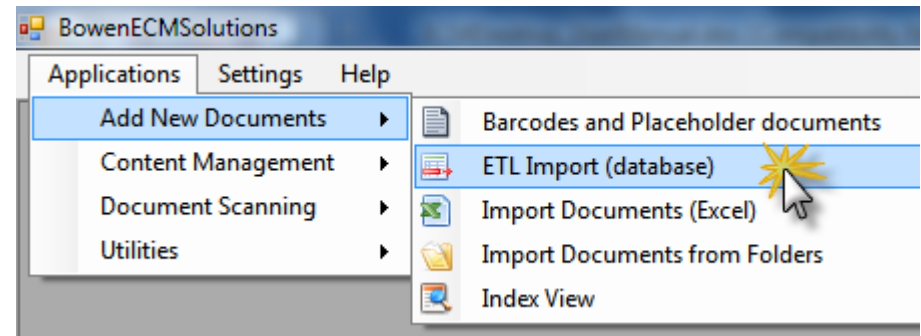 BowenECMSolutions
Applications Settings Help
Add New Documents
Content Management
Document Scanning
Utilities
Barcodes and Placeholder documents
ETL Import (database)
Import Documents (Excel)
Import Documents from Folders
Index View